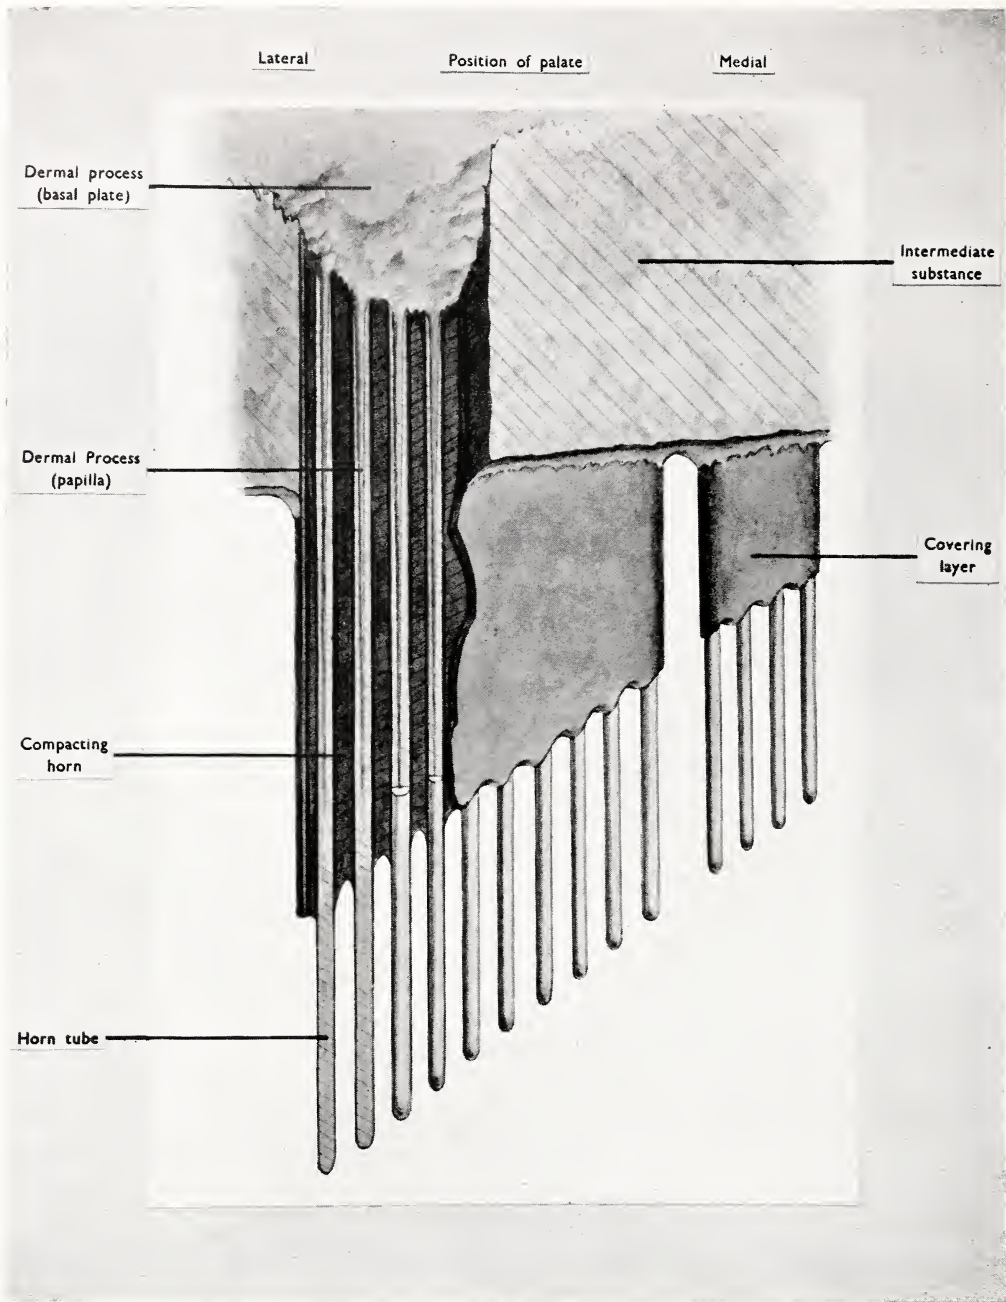 Lateral
Position of palate
Medial
Dermal process
(basal plate)
Intermediate
substance
Dermal Process
(papilla)
Covering
layer
Compacting
horn
Horn tube